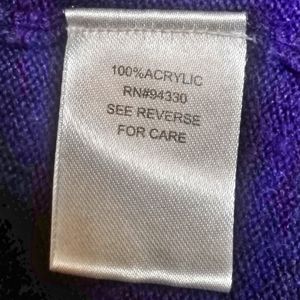 100%ACRYLIC
RN#94330
SEE REVERSE
FOR CARE